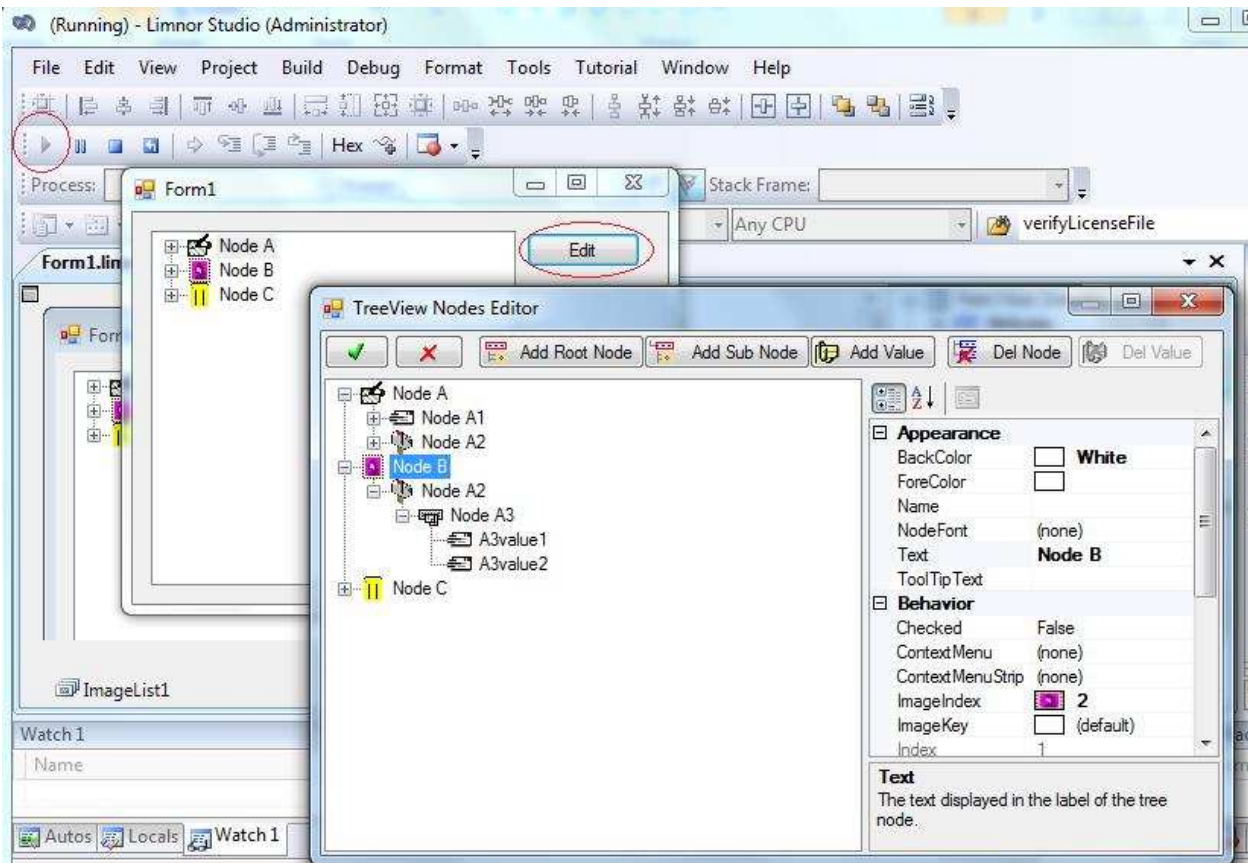 (Running) - Limnor Studio (Administrator)
File Edit View Project Build Debug Format Tools Tutorial Window Help
Hex
Process:
Stack Frame:
Any CPU
verifyLicenseFile
Form1.lim
Form1
Edit
Node A
Node B
Node C
ImageList1
Watch 1
Name
Autos Locals Watch 1
TreeView Nodes Editor
Add Root Node Add Sub Node Add Value Del Node Del Value
Node A
Node A1
Node A2
Node B
Node A2
Node A3
A3value1
A3value2
Node C
Appearance
BackColor White
ForeColor
Name
NodeFont (none)
Text Node B
ToolTipText
Behavior
Checked False
ContextMenu (none)
ContextMenuStrip (none)
ImageIndex 2
ImageKey (default)
Index 1
Text
The text displayed in the label of the tree
node.